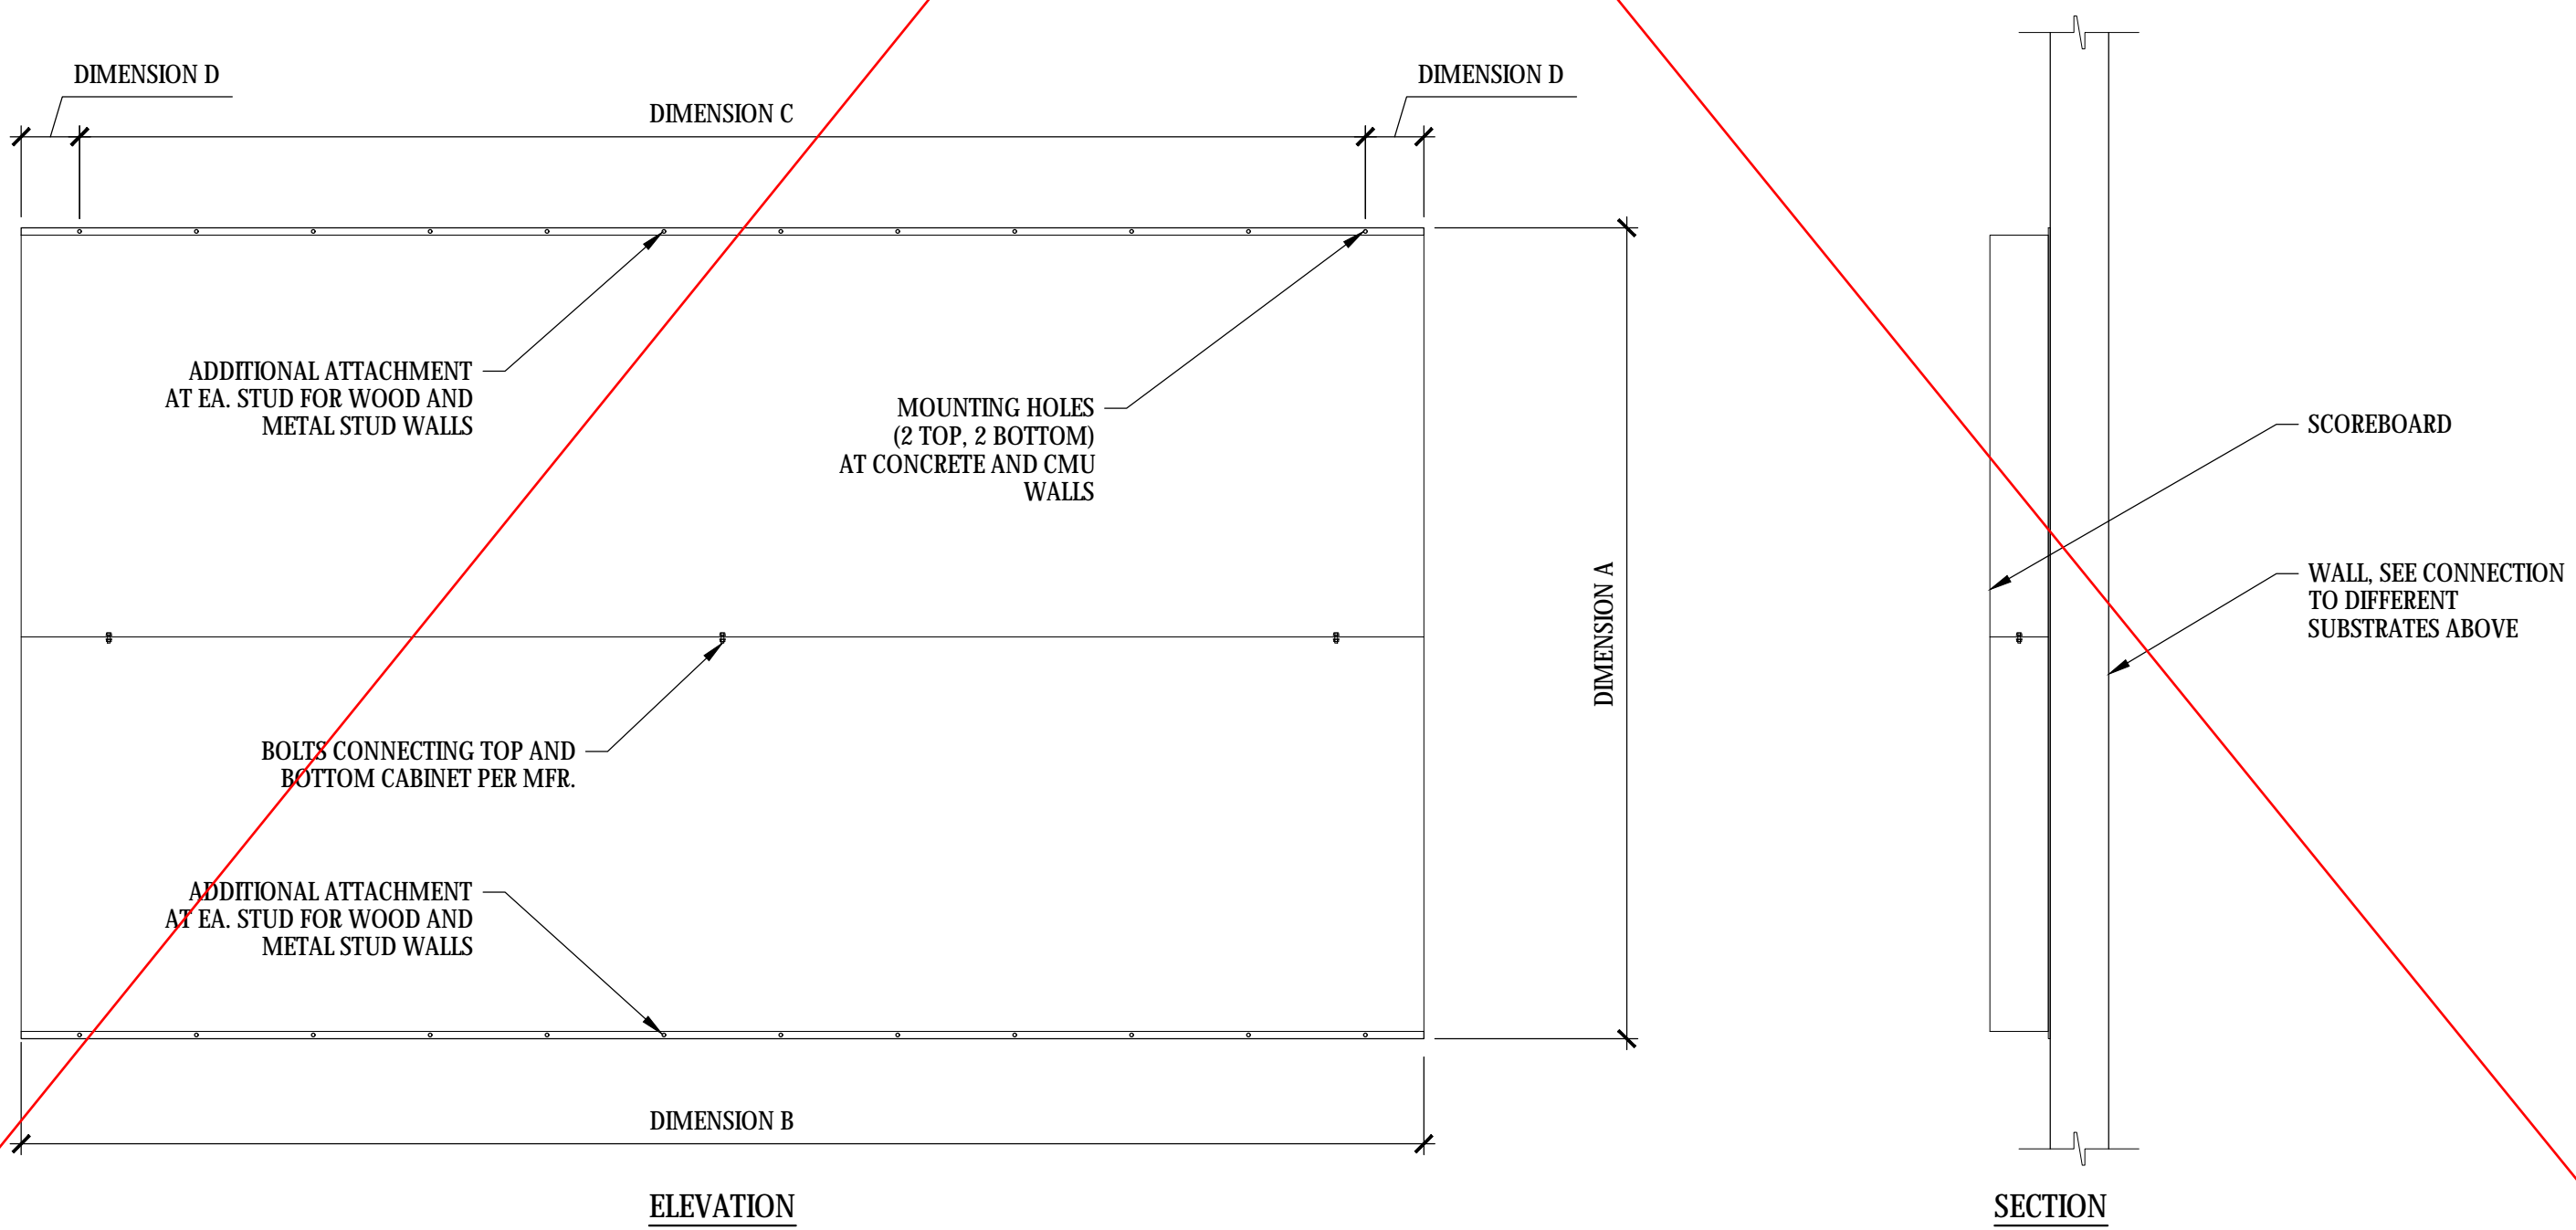 DIMENSION D
DIMENSION C
DIMENSION D
ADDITIONAL ATTACHMENT
AT EA. STUD FOR WOOD AND
METAL STUD WALLS
MOUNTING HOLES
(2 TOP, 2 BOTTOM)
AT CONCRETE AND CMU
WALLS
DIMENSION A
BOLTS CONNECTING TOP AND
BOTTOM CABINET PER MFR.
ADDITIONAL ATTACHMENT
AT EA. STUD FOR WOOD AND
METAL STUD WALLS
DIMENSION B
ELEVATION
SCOREBOARD
WALL, SEE CONNECTION
TO DIFFERENT
SUBSTRATES ABOVE
SECTION